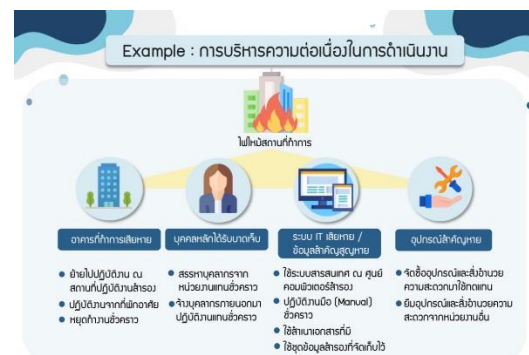 Example : การบริหารความต่อเนื่องในการดำเนินงาน
ไฟไหม้สถานที่ทำการ
อาคารที่ทำการเสียหาย
• ย้ายไปปฏิบัติงาน ณ
สถานที่ปฏิบัติงานสำรอง
• ปฏิบัติงานจากที่พักอาศัย
• หยุดทำงานชั่วคราว
บุคคลหลักได้รับบาดเจ็บ
• สรรหาบุคลากรจาก
หน่วยงานแทนชั่วคราว
• จ้างบุคลากรภายนอกมา
ปฏิบัติงานแทนชั่วคราว
ระบบ IT เสียหาย /
ข้อมูลสำคัญสูญหาย
• ใช้ระบบสารสนเทศ ณ ศูนย์
คอมพิวเตอร์สำรอง
• ปฏิบัติงานมือ (Manual)
ชั่วคราว
• ใช้สำเนาเอกสารที่มี
• ใช้ชุดข้อมูลสำรองที่จัดเก็บไว้
อุปกรณ์สำคัญหาย
• จัดซื้ออุปกรณ์และสิ่งอำนวย
ความสะดวกมาใช้ทดแทน
• ยืมอุปกรณ์และสิ่งอำนวยความ
สะดวกจากหน่วยงานอื่น